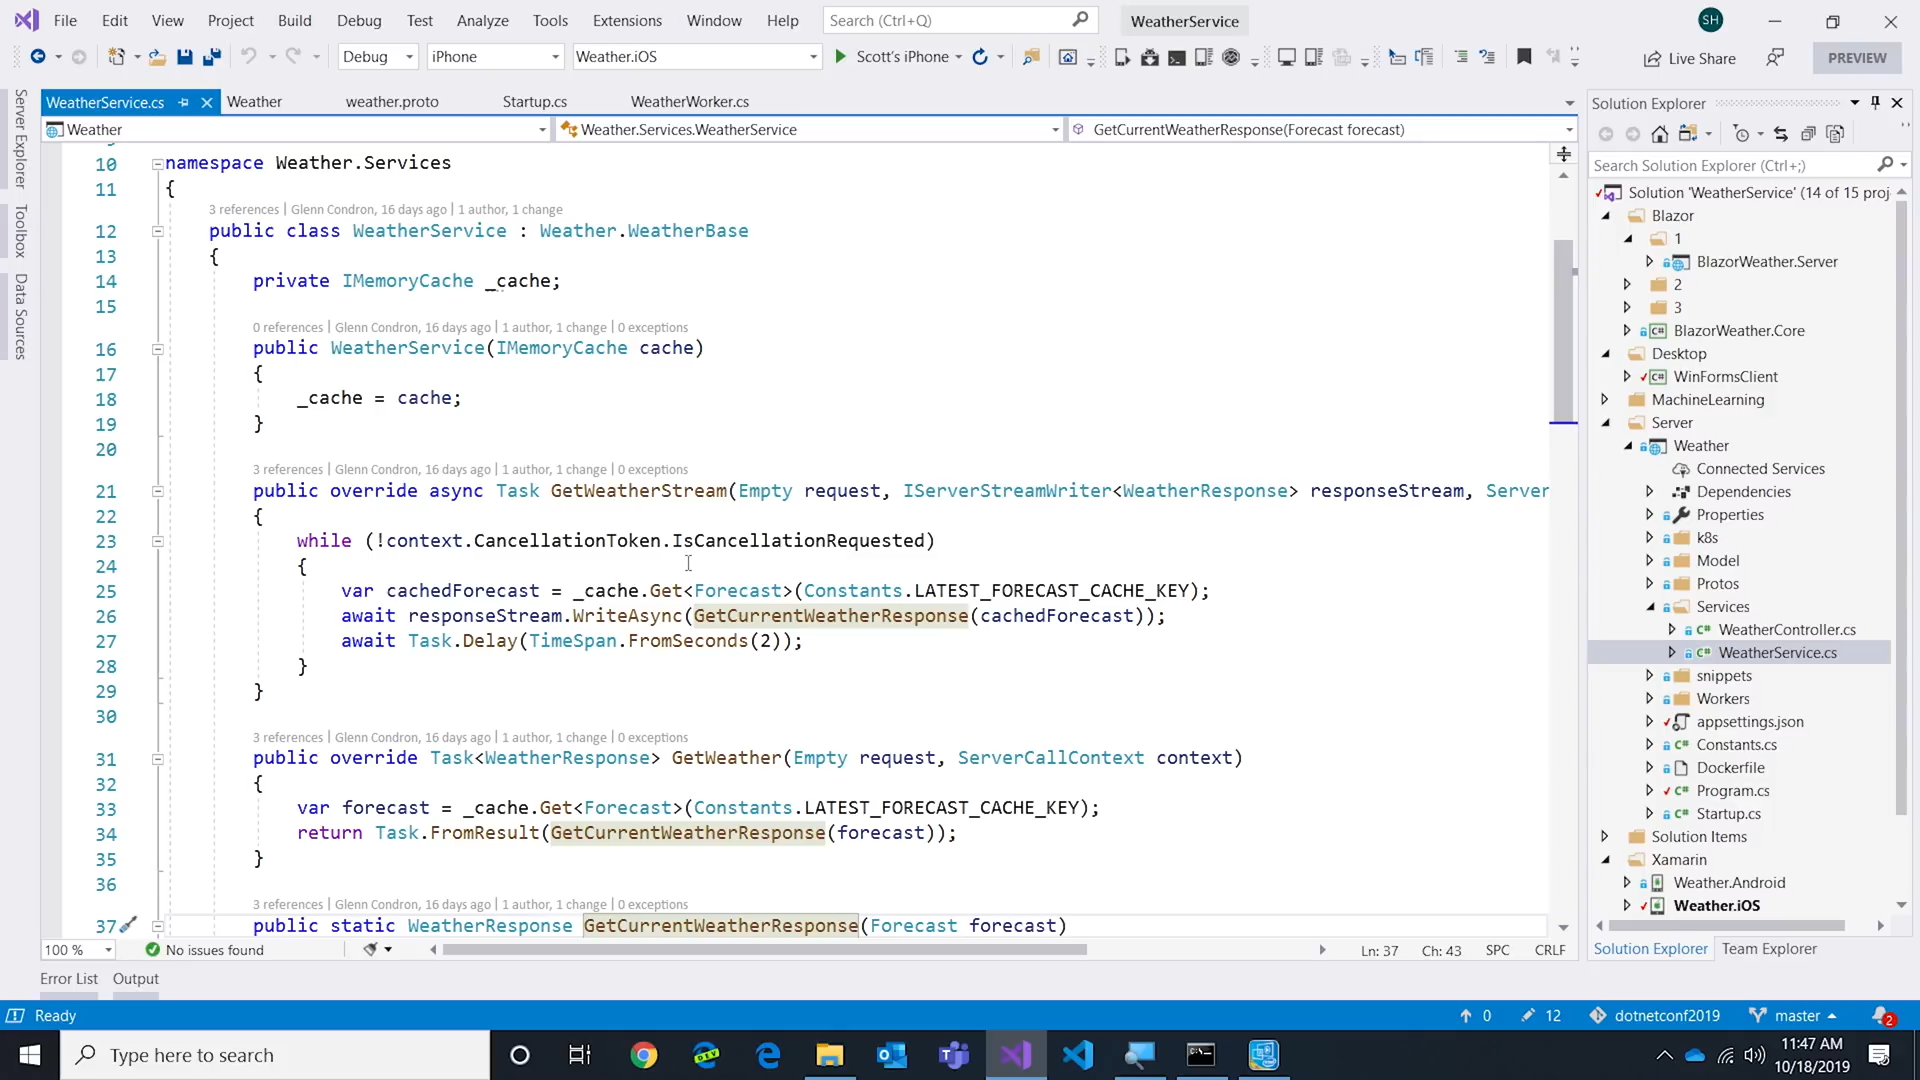 File Edit View Project Build Debug Test Analyze Tools Extensions Window Help Search (Ctrl+Q) WeatherService SH
Debug iPhone Weather.iOS Scott's iPhone Live Share PREVIEW
Server Explorer
Toolbox
Data Sources
WeatherService.cs Weather weather.proto Startup.cs WeatherWorker.cs
Weather Weather.Services.WeatherService GetCurrentWeatherResponse(Forecast forecast)
10 namespace Weather.Services
11 {
3 references | Glenn Condron, 16 days ago | 1 author, 1 change
12 public class WeatherService : Weather.WeatherBase
13 {
14 private IMemoryCache _cache;
15
0 references | Glenn Condron, 16 days ago | 1 author, 1 change | 0 exceptions
16 public WeatherService(IMemoryCache cache)
17 {
18 _cache = cache;
19 }
20
3 references | Glenn Condron, 16 days ago | 1 author, 1 change | 0 exceptions
21 public override async Task GetWeatherStream(Empty request, IServerStreamWriter<WeatherResponse> responseStream, Server
22 {
23 while (!context.CancellationToken.IsCancellationRequested)
24 {
25 var cachedForecast = _cache.Get<Forecast>(Constants.LATEST_FORECAST_CACHE_KEY);
26 await responseStream.WriteAsync(GetCurrentWeatherResponse(cachedForecast));
27 await Task.Delay(TimeSpan.FromSeconds(2));
28 }
29 }
30
3 references | Glenn Condron, 16 days ago | 1 author, 1 change | 0 exceptions
31 public override Task<WeatherResponse> GetWeather(Empty request, ServerCallContext context)
32 {
33 var forecast = _cache.Get<Forecast>(Constants.LATEST_FORECAST_CACHE_KEY);
34 return Task.FromResult(GetCurrentWeatherResponse(forecast));
35 }
36
3 references | Glenn Condron, 16 days ago | 1 author, 1 change | 0 exceptions
37 public static WeatherResponse GetCurrentWeatherResponse(Forecast forecast)
100 % No issues found Ln: 37 Ch: 43 SPC CRLF
Solution Explorer
Search Solution Explorer (Ctrl+;)
Solution 'WeatherService' (14 of 15 proj
Blazor
1
BlazorWeather.Server
2
3
BlazorWeather.Core
Desktop
WinFormsClient
MachineLearning
Server
Weather
Connected Services
Dependencies
Properties
k8s
Model
Protos
Services
WeatherController.cs
WeatherService.cs
snippets
Workers
appsettings.json
Constants.cs
Dockerfile
Program.cs
Startup.cs
Solution Items
Xamarin
Weather.Android
Weather.iOS
Solution Explorer Team Explorer
Error List Output
Ready 0 12 dotnetconf2019 master 2
Type here to search
11:47 AM
10/18/2019